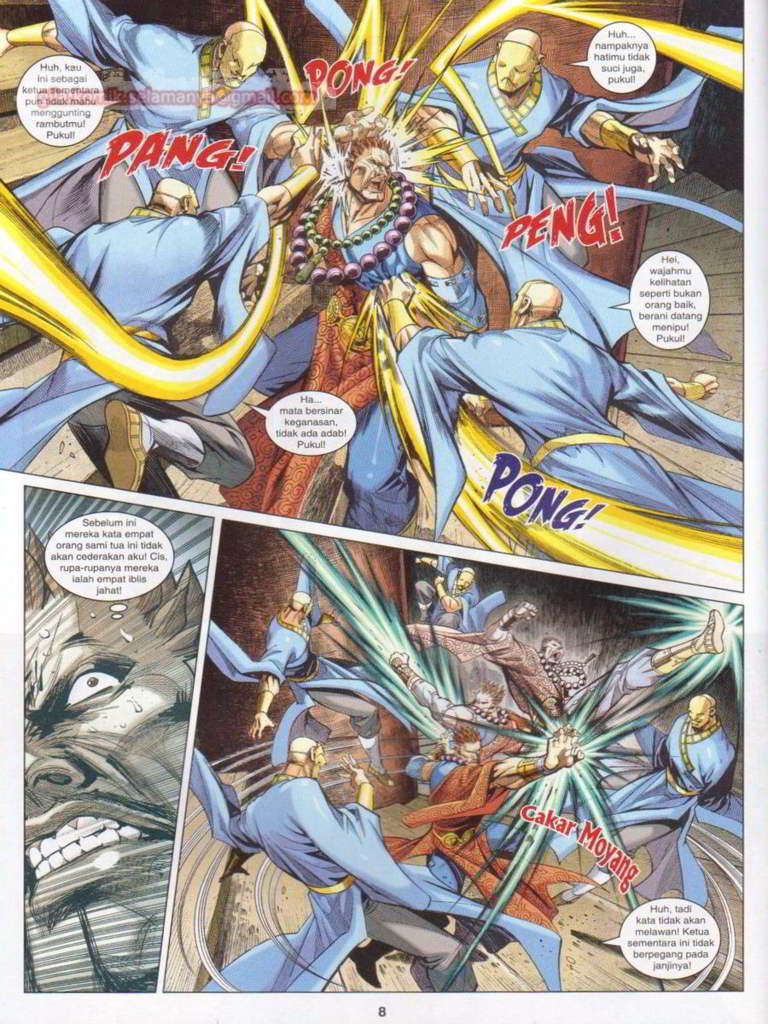 Huh, kau
ini sebagai
ketua sementara
pun tidak mahu
menggunting
rambutmu!
Pukul!
PONG!
Huh...
nampaknya
hatimu tidak
suci juga,
pukul!
PANG!
PENG!
Hei,
wajahmu
kelihatan
seperti bukan
orang baik,
berani datang
menipu!
Pukul!
Ha...
mata bersinar
keganasan,
tidak ada adab!
Pukul!
PONG!
Sebelum ini
mereka kata empat
orang sami tua ini tidak
akan cederakan aku! Cis,
rupa-rupanya mereka
ialah empat iblis
jahat!
Cakar Moyang
Huh, tadi
kata tidak akan
melawan! Ketua
sementara ini tidak
berpegang pada
janjinya!
8